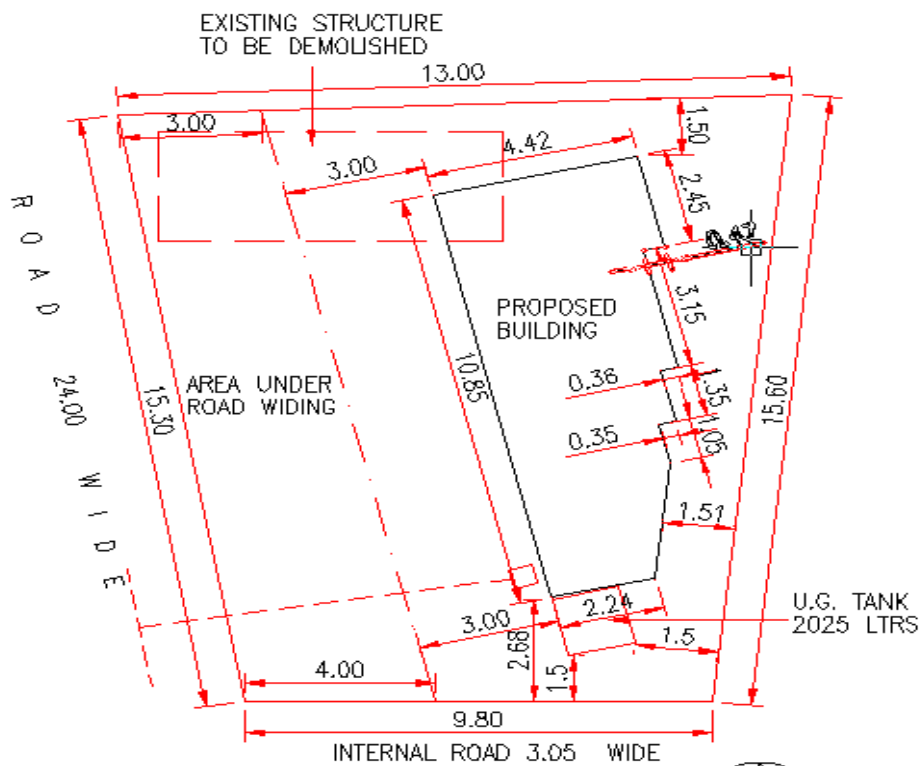 EXISTING STRUCTURE
TO BE DEMOLISHED
13.00
3.00
3.00
4.42
1.50
2.45
ROAD 24.00 WIDE
PROPOSED
BUILDING
3.15
10.85
AREA UNDER
ROAD WIDING
15.30
0.36
1.35
15.60
0.35
1.05
1.51
U.G. TANK
2025 LTRS
2.24
3.00
2.68
1.5
1.5
4.00
9.80
INTERNAL ROAD 3.05 WIDE